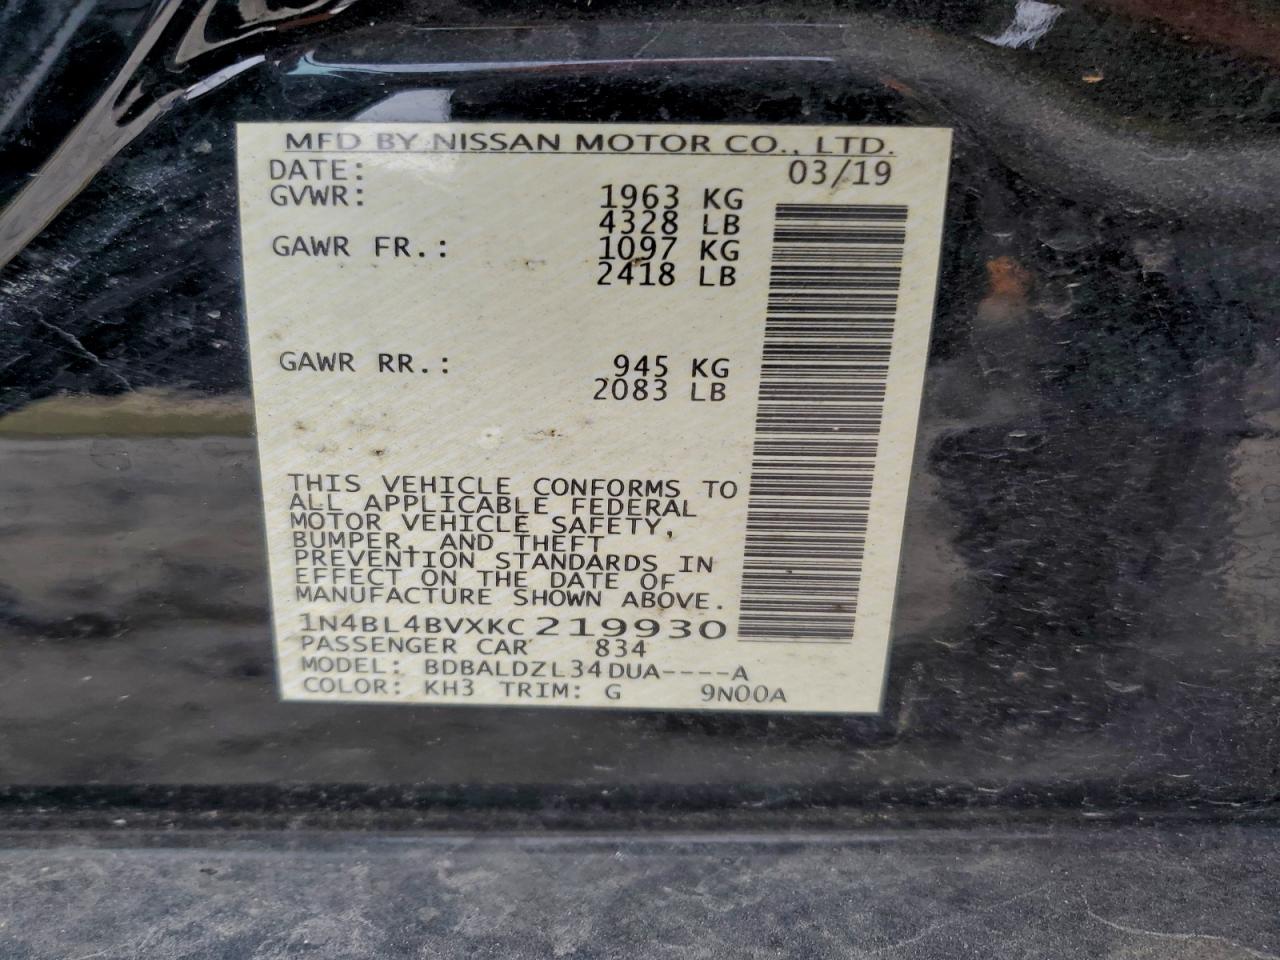 MFD BY NISSAN MOTOR CO., LTD.
DATE: 03/19
GVWR: 1963 KG
4328 LB
GAWR FR.: 1097 KG
2418 LB
GAWR RR.: 945 KG
2083 LB
THIS VEHICLE CONFORMS TO
ALL APPLICABLE FEDERAL
MOTOR VEHICLE SAFETY,
BUMPER, AND THEFT
PREVENTION STANDARDS IN
EFFECT ON THE DATE OF
MANUFACTURE SHOWN ABOVE.
1N4BL4BVXKC219930
PASSENGER CAR 834
MODEL: BDBALDZL34DUA----A
COLOR: KH3 TRIM: G 9N00A